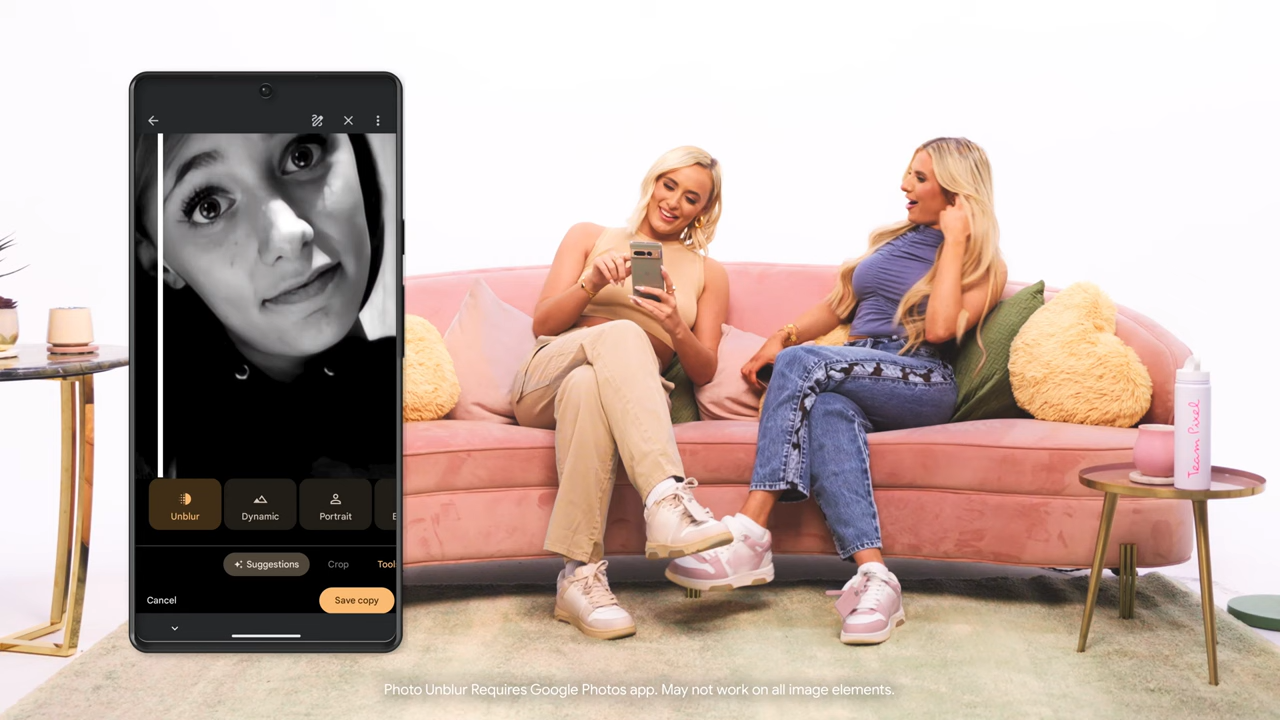 Unblur
Dynamic
Portrait
Suggestions
Crop
Tool
Cancel
Save copy
Team Pixel
Photo Unblur Requires Google Photos app. May not work on all image elements.